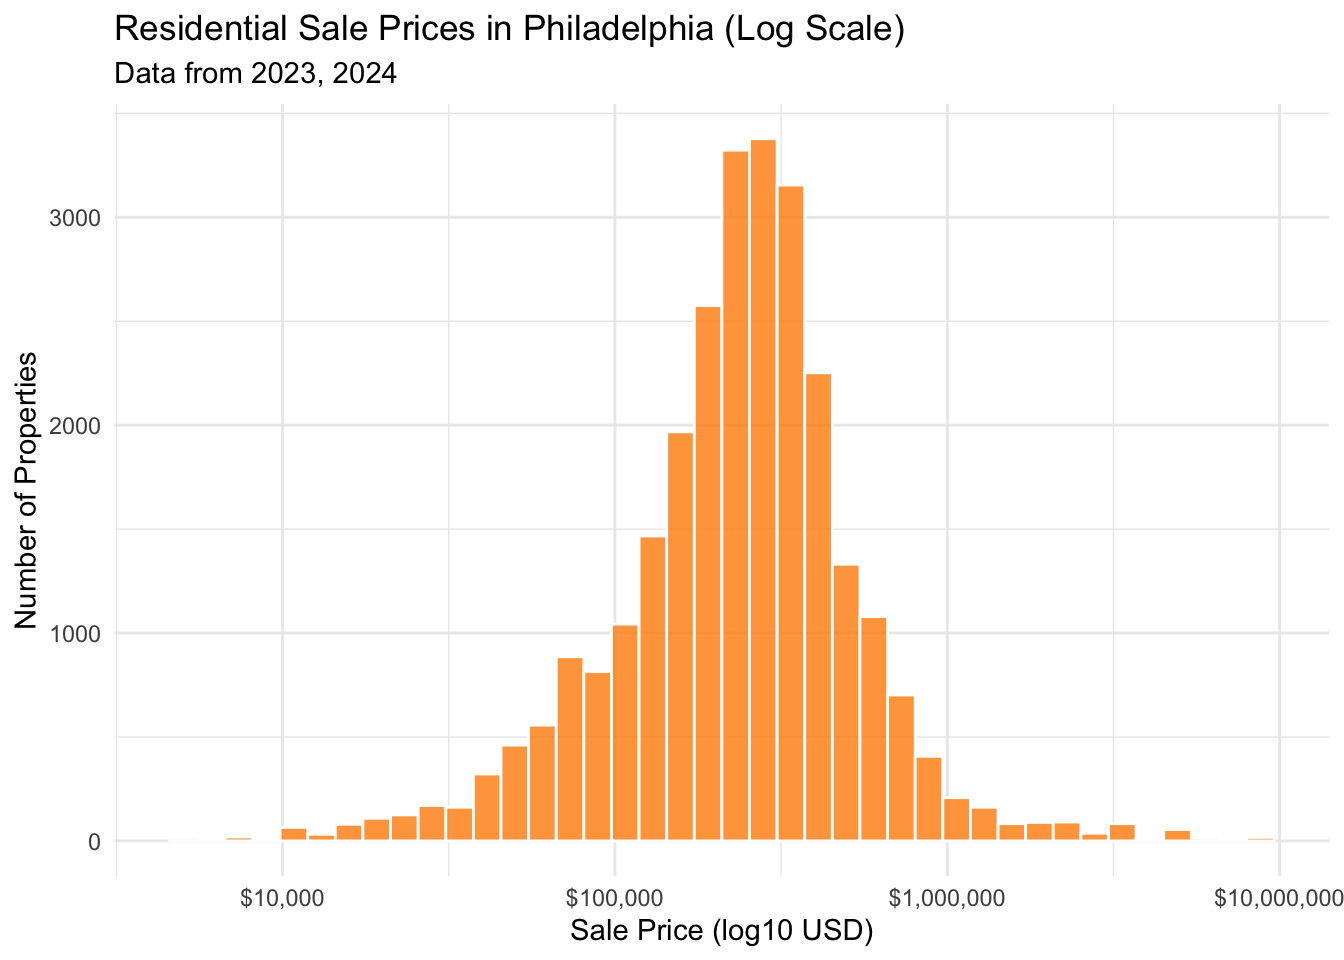 Residential Sale Prices in Philadelphia (Log Scale)
Data from 2023, 2024
Number of Properties
3000
2000
1000
0
$10,000
$100,000
$1,000,000
$10,000,000
Sale Price (log10 USD)